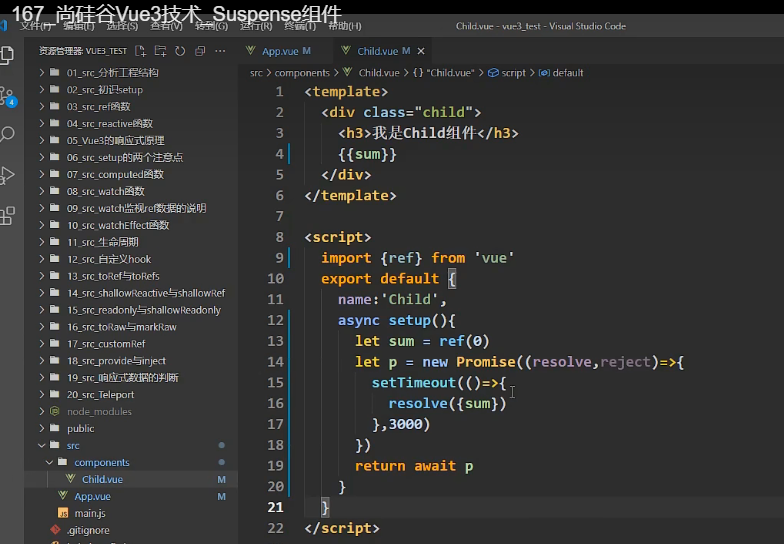 167_尚硅谷Vue3技术_Suspense组件
文件(F) 编辑(E) 选择(S) 查看(V) 转到(G) 运行(R) 终端(T) 帮助(H) Child.vue - vue3_test - Visual Studio Code
资源管理器: VUE3_TEST
App.vue M Child.vue M ×
src > components > Child.vue > {} "Child.vue" > script > default
01_src_分析工程结构
02_src_初识setup
03_src_ref函数
04_src_reactive函数
05_Vue3的响应式原理
06_src_setup的两个注意点
07_src_computed函数
08_src_watch函数
09_src_watch监视ref数据的说明
10_src_watchEffect函数
11_src_生命周期
12_src_自定义hook
13_src_toRef与toRefs
14_src_shallowReactive与shallowRef
15_src_readonly与shallowReadonly
16_src_toRaw与markRaw
17_src_customRef
18_src_provide与inject
19_src_响应式数据的判断
20_src_Teleport
node_modules
public
src
components
Child.vue M
App.vue M
JS main.js
.gitignore
4
1 <template>
2 <div class="child">
3 <h3>我是Child组件</h3>
4 {{sum}}
5 </div>
6 </template>
7
8 <script>
9 import {ref} from 'vue'
10 export default {
11 name:'Child',
12 async setup(){
13 let sum = ref(0)
14 let p = new Promise((resolve,reject)=>{
15 setTimeout(()=>{
16 resolve({sum})
17 },3000)
18 })
19 return await p
20 }
21 }
22 </script>